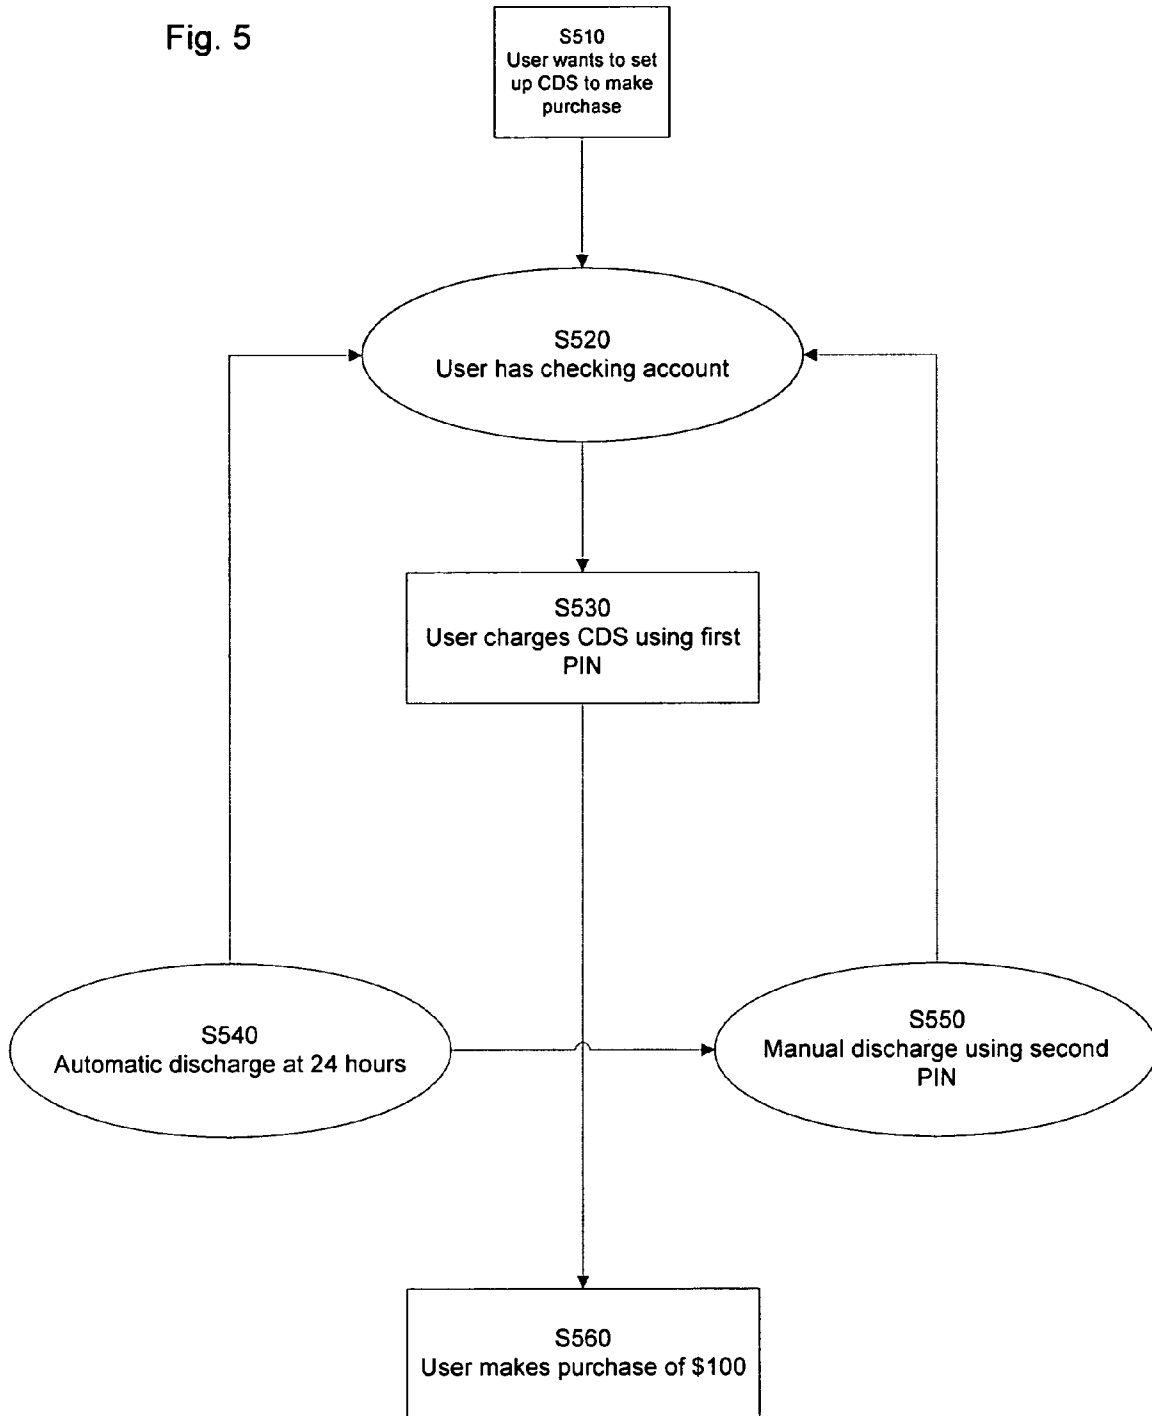 Fig. 5
S510
User wants to set
up CDS to make
purchase
S520
User has checking account
S530
User charges CDS using first
PIN
S540
Automatic discharge at 24 hours
S550
Manual discharge using second
PIN
S560
User makes purchase of $100